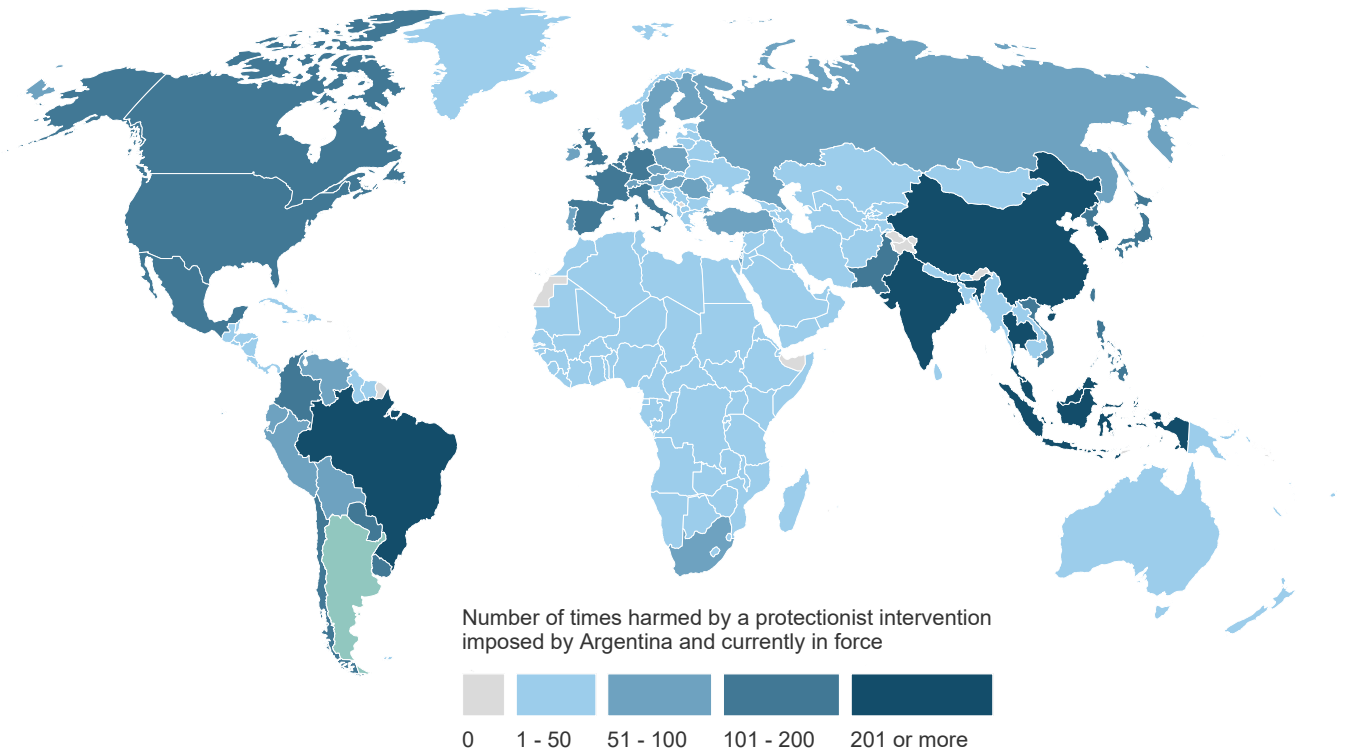 Number of times harmed by a protectionist intervention
imposed by Argentina and currently in force
0 1 - 50 51 - 100 101 - 200 201 or more